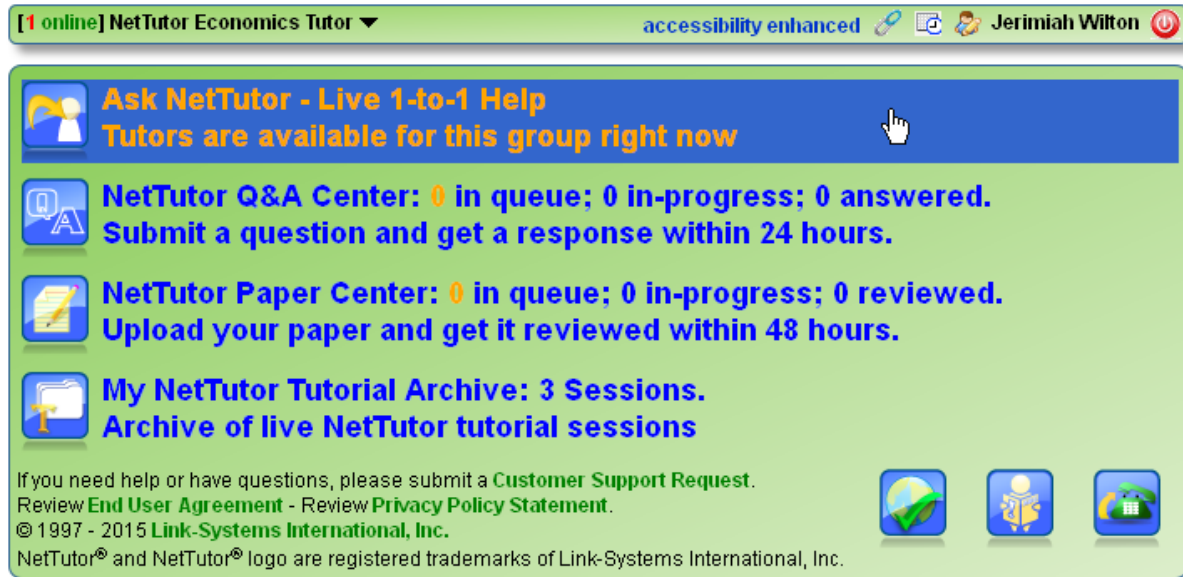 [1 online] NetTutor Economics Tutor
accessibility enhanced Jerimiah Wilton
Ask NetTutor - Live 1-to-1 Help
Tutors are available for this group right now
QA
NetTutor Q&A Center: 0 in queue; 0 in-progress; 0 answered.
Submit a question and get a response within 24 hours.
NetTutor Paper Center: 0 in queue; 0 in-progress; 0 reviewed.
Upload your paper and get it reviewed within 48 hours.
T
My NetTutor Tutorial Archive: 3 Sessions.
Archive of live NetTutor tutorial sessions
If you need help or have questions, please submit a Customer Support Request.
Review End User Agreement - Review Privacy Policy Statement.
© 1997 - 2015 Link-Systems International, Inc.
NetTutor® and NetTutor® logo are registered trademarks of Link-Systems International, Inc.